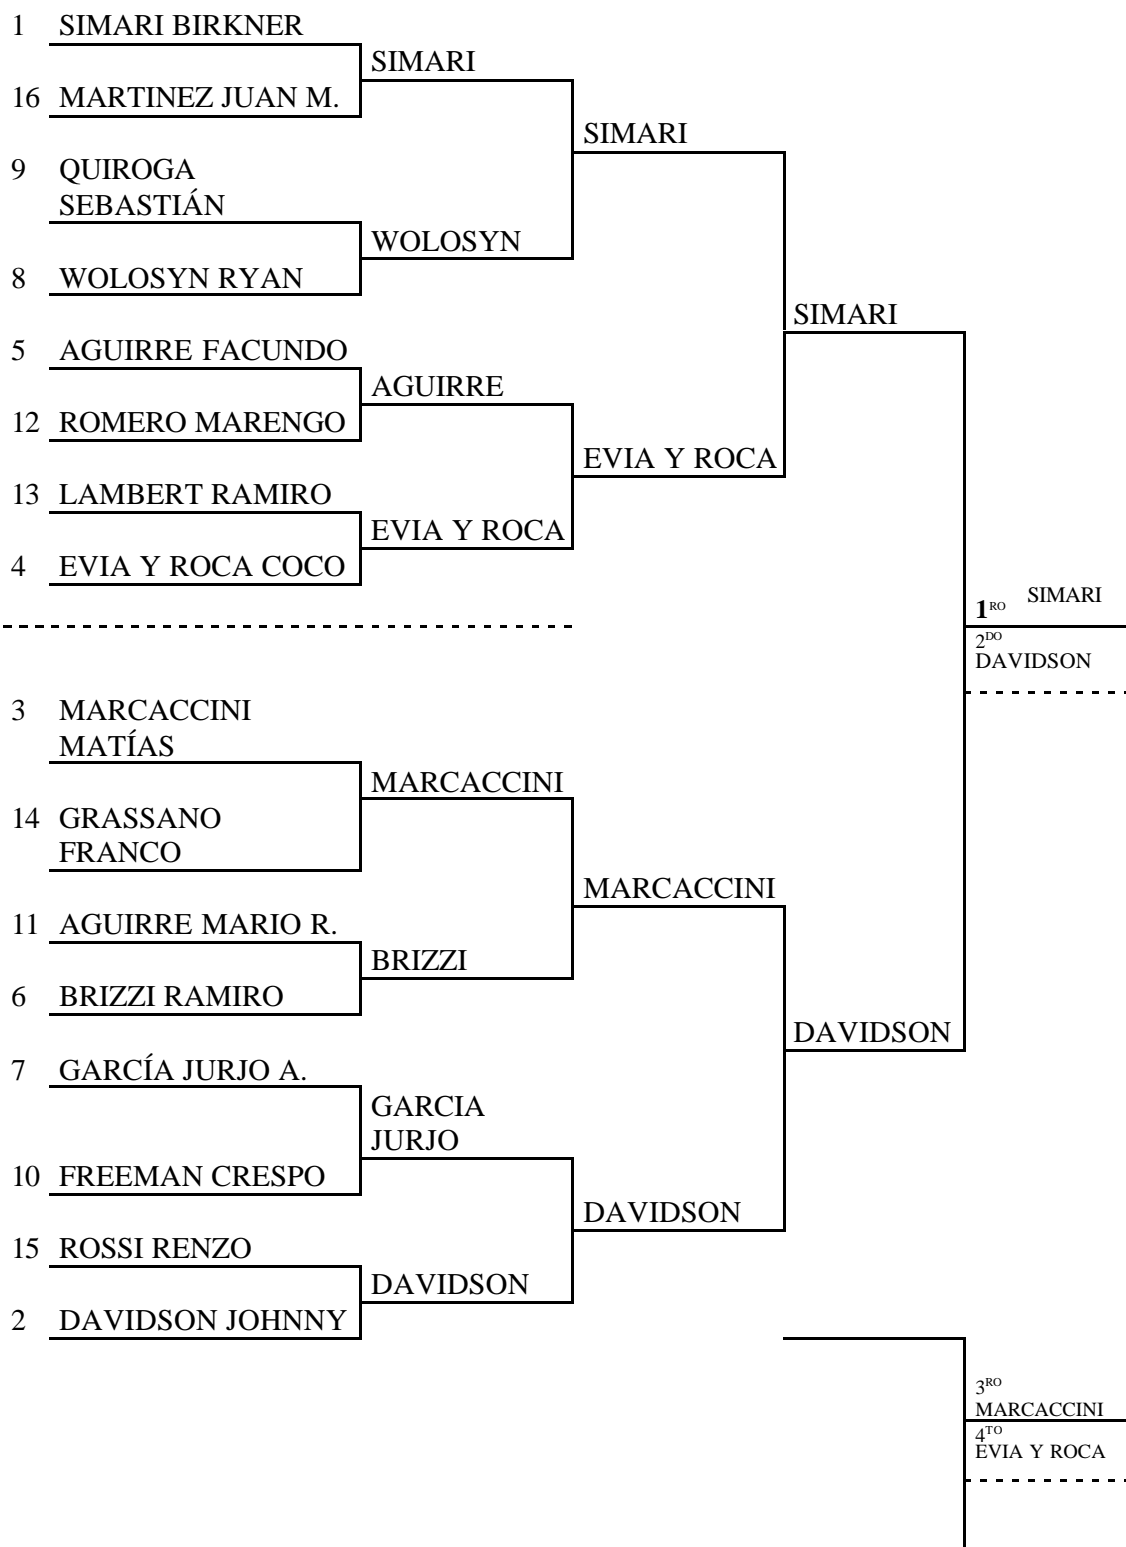 1 SIMARI BIRKNER
SIMARI
16 MARTINEZ JUAN M.
SIMARI
9 QUIROGA
SEBASTIÁN
WOLOSYN
8 WOLOSYN RYAN
SIMARI
5 AGUIRRE FACUNDO
AGUIRRE
12 ROMERO MARENGO
EVIA Y ROCA
13 LAMBERT RAMIRO
EVIA Y ROCA
4 EVIA Y ROCA COCO
1RO SIMARI
2DO
DAVIDSON
3 MARCACCINI
MATÍAS
MARCACCINI
14 GRASSANO
FRANCO
MARCACCINI
11 AGUIRRE MARIO R.
BRIZZI
6 BRIZZI RAMIRO
DAVIDSON
7 GARCÍA JURJO A.
GARCIA
JURJO
10 FREEMAN CRESPO
DAVIDSON
15 ROSSI RENZO
DAVIDSON
2 DAVIDSON JOHNNY
3RO
MARCACCINI
4TO
EVIA Y ROCA